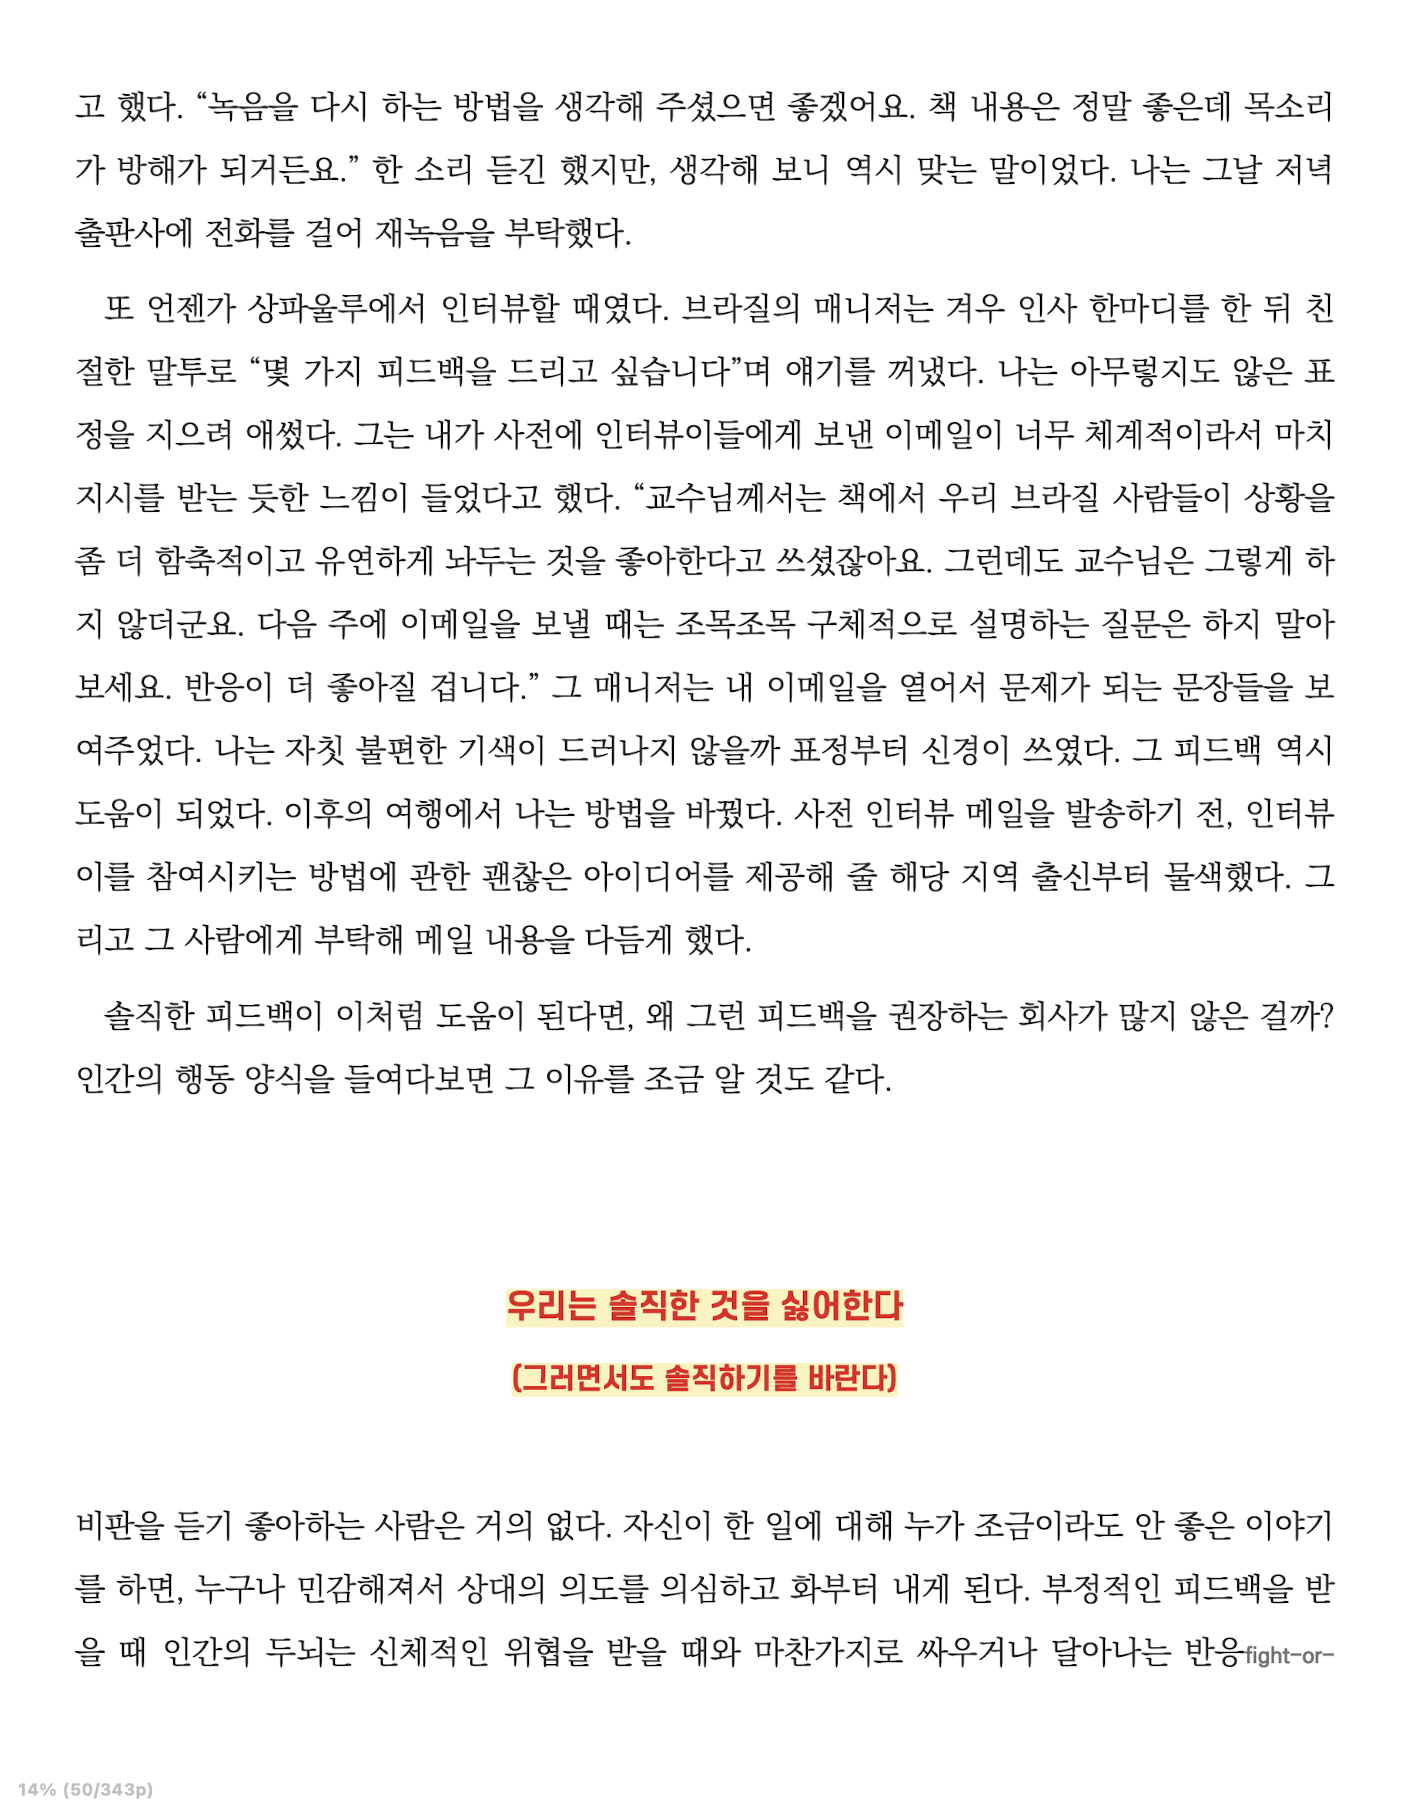 고 했다. “녹음을 다시 하는 방법을 생각해 주셨으면 좋겠어요. 책 내용은 정말 좋은데 목소리
가 방해가 되거든요.” 한 소리 듣긴 했지만, 생각해 보니 역시 맞는 말이었다. 나는 그날 저녁
출판사에 전화를 걸어 재녹음을 부탁했다.
또 언젠가 상파울루에서 인터뷰할 때였다. 브라질의 매니저는 겨우 인사 한마디를 한 뒤 친
절한 말투로 “몇 가지 피드백을 드리고 싶습니다”며 얘기를 꺼냈다. 나는 아무렇지도 않은 표
정을 지으려 애썼다. 그는 내가 사전에 인터뷰이들에게 보낸 이메일이 너무 체계적이라서 마치
지시를 받는 듯한 느낌이 들었다고 했다. “교수님께서는 책에서 우리 브라질 사람들이 상황을
좀 더 함축적이고 유연하게 놔두는 것을 좋아한다고 쓰셨잖아요. 그런데도 교수님은 그렇게 하
지 않더군요. 다음 주에 이메일을 보낼 때는 조목조목 구체적으로 설명하는 질문은 하지 말아
보세요. 반응이 더 좋아질 겁니다.” 그 매니저는 내 이메일을 열어서 문제가 되는 문장들을 보
여주었다. 나는 자칫 불편한 기색이 드러나지 않을까 표정부터 신경이 쓰였다. 그 피드백 역시
도움이 되었다. 이후의 여행에서 나는 방법을 바꿨다. 사전 인터뷰 메일을 발송하기 전, 인터뷰
이를 참여시키는 방법에 관한 괜찮은 아이디어를 제공해 줄 해당 지역 출신부터 물색했다. 그
리고 그 사람에게 부탁해 메일 내용을 다듬게 했다.
솔직한 피드백이 이처럼 도움이 된다면, 왜 그런 피드백을 권장하는 회사가 많지 않은 걸까?
인간의 행동 양식을 들여다보면 그 이유를 조금 알 것도 같다.
우리는 솔직한 것을 싫어한다
(그러면서도 솔직하기를 바란다)
비판을 듣기 좋아하는 사람은 거의 없다. 자신이 한 일에 대해 누가 조금이라도 안 좋은 이야기
를 하면, 누구나 민감해져서 상대의 의도를 의심하고 화부터 내게 된다. 부정적인 피드백을 받
을 때 인간의 두뇌는 신체적인 위협을 받을 때와 마찬가지로 싸우거나 달아나는 반응fight-or-
14% (50/343p)